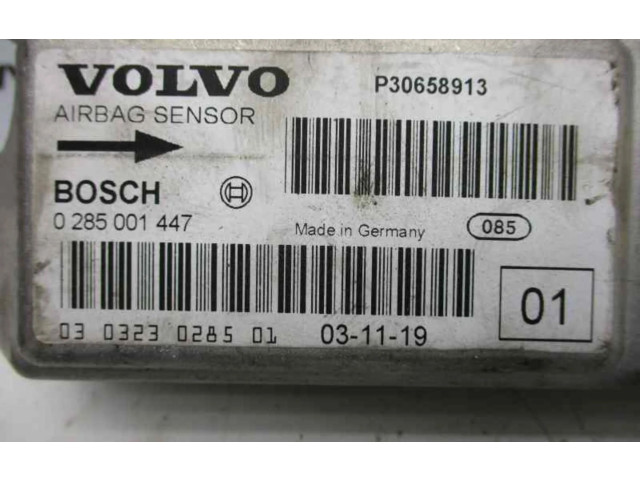 VOLVO
P30658913
AIRBAG SENSOR
BOSCH
0 285 001 447
Made in Germany
085
01
03 0323 0285 01
03-11-19